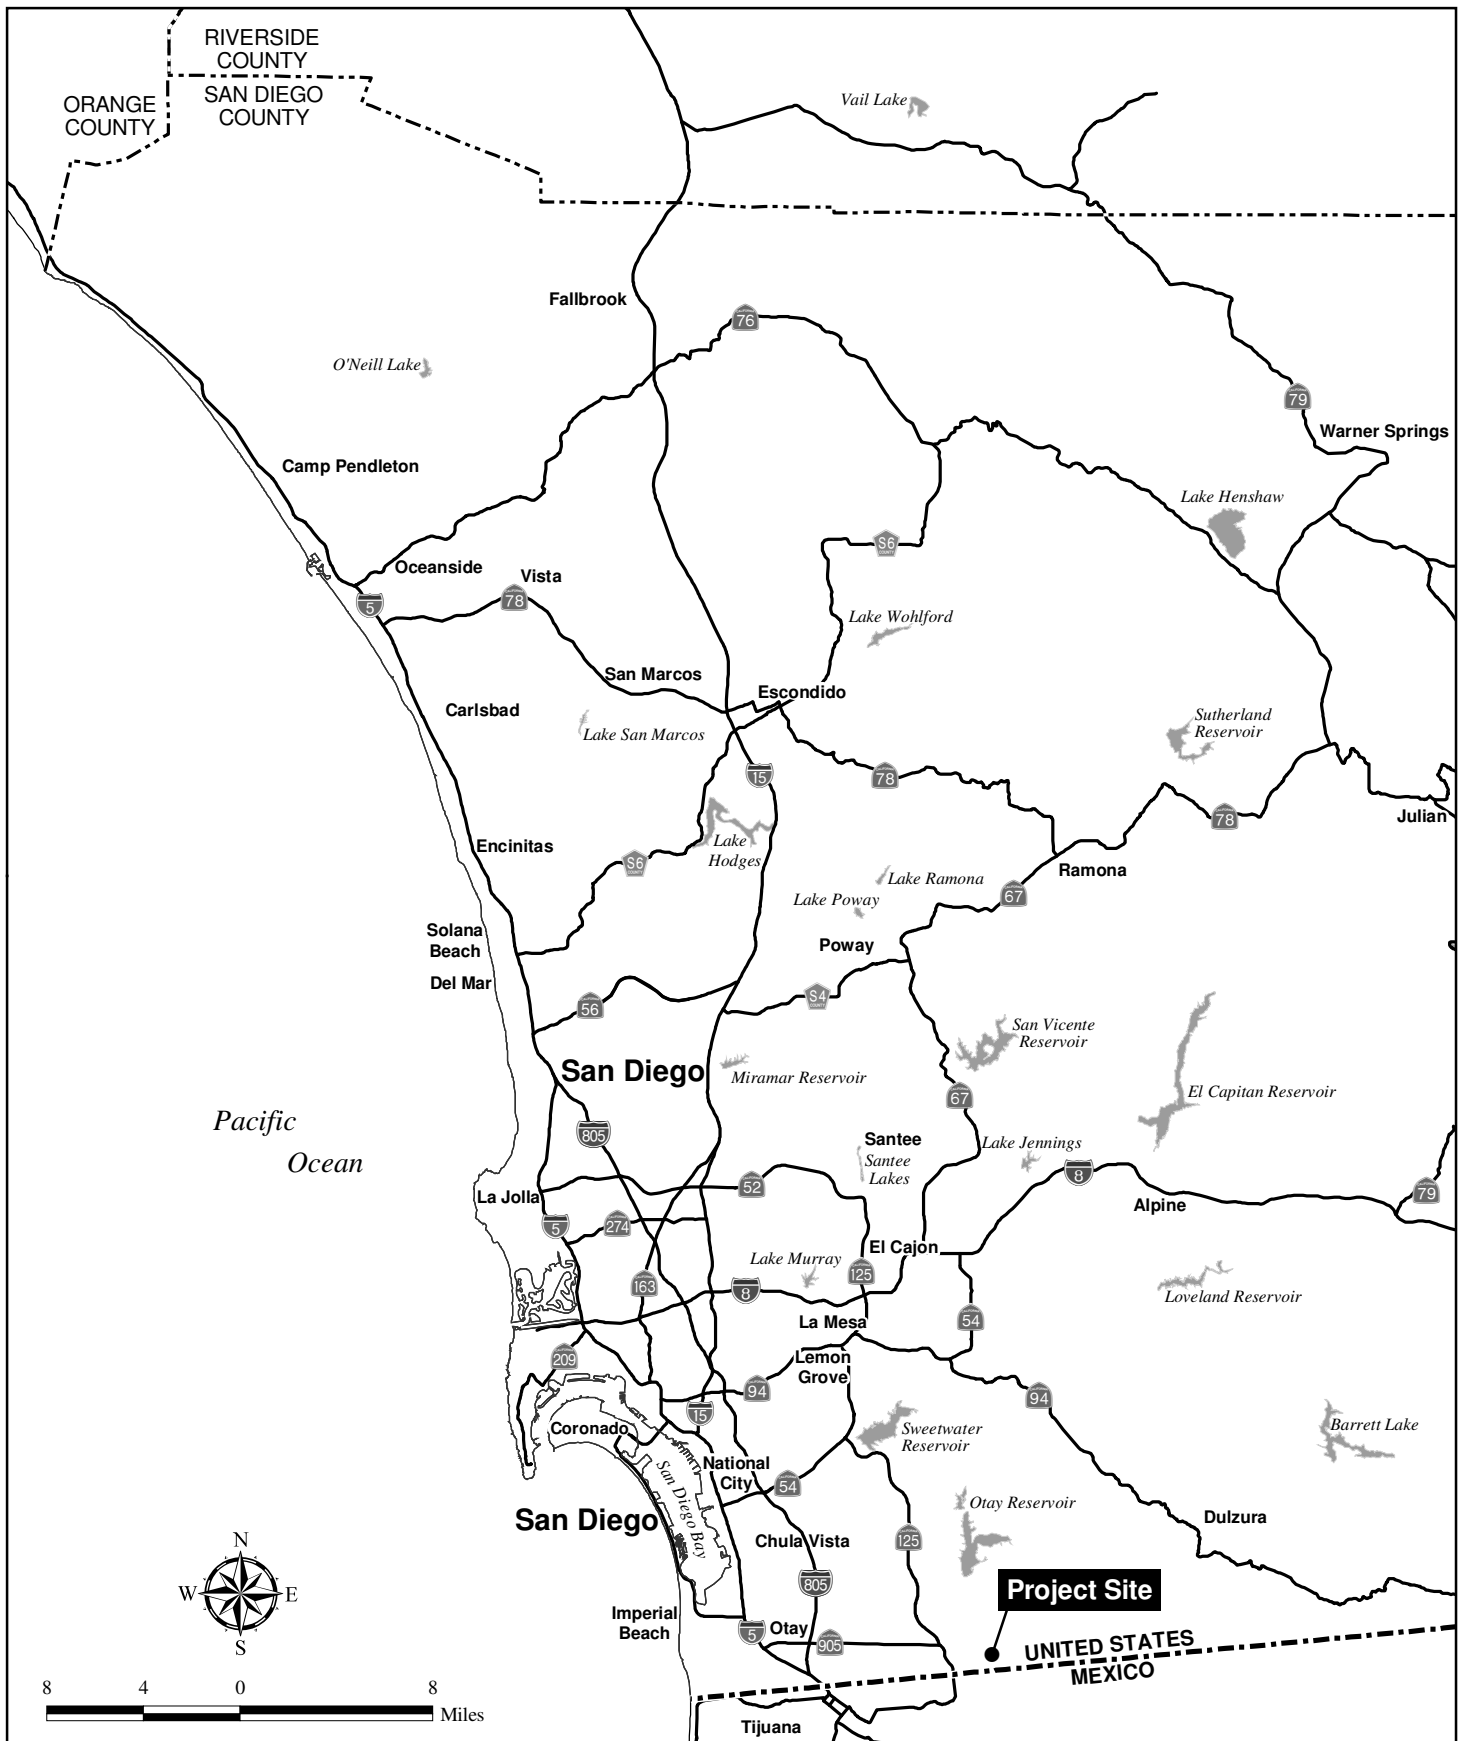 RIVERSIDE
COUNTY
ORANGE
COUNTY
SAN DIEGO
COUNTY
Vail Lake
Fallbrook
76
O'Neill Lake
79
Warner Springs
Camp Pendleton
Lake Henshaw
S6
COUNTY
Oceanside
Vista
5
78
Lake Wohlford
San Marcos
Escondido
Carlsbad
Lake San Marcos
Sutherland
Reservoir
15
78
78
Julian
Encinitas
Lake
Hodges
S6
COUNTY
Ramona
Lake Ramona
67
Lake Poway
Solana
Beach
Poway
Del Mar
56
S4
COUNTY
San Vicente
Reservoir
San Diego
Miramar Reservoir
El Capitan Reservoir
67
Pacific
Ocean
805
Santee
Santee
Lakes
Lake Jennings
8
La Jolla
52
Alpine
79
5
274
El Cajon
Lake Murray
125
163
8
Loveland Reservoir
La Mesa
54
209
Lemon
Grove
94
94
15
Coronado
Sweetwater
Reservoir
Barrett Lake
National
City
San Diego Bay
54
Otay Reservoir
San Diego
Chula Vista
125
Dulzura
805
Project Site
N
W
E
S
Imperial
Beach
5
Otay
905
UNITED STATES
MEXICO
8
4
0
8
Miles
Tijuana